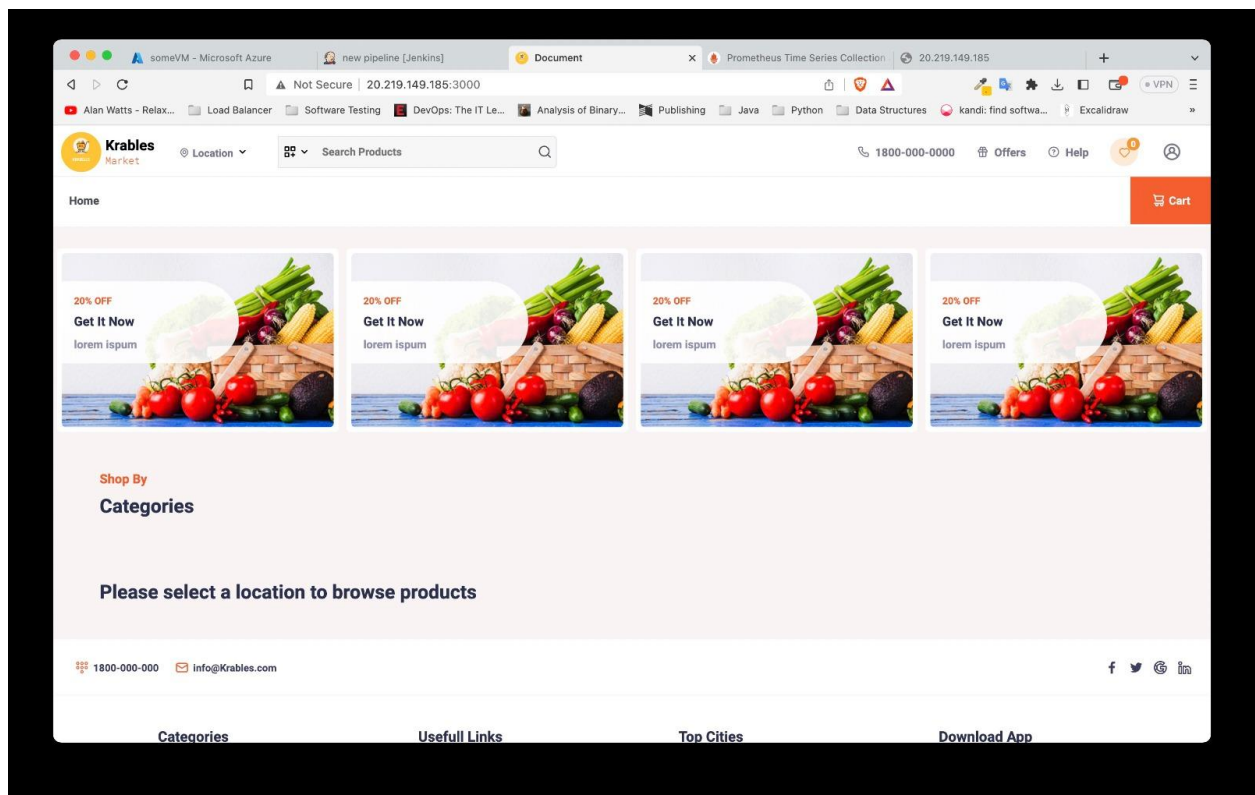 someVM - Microsoft Azure
new pipeline [Jenkins]
Document
Prometheus Time Series Collection
20.219.149.185
Not Secure | 20.219.149.185:3000
VPN
Alan Watts - Relax...
Load Balancer
Software Testing
DevOps: The IT Le...
Analysis of Binary...
Publishing
Java
Python
Data Structures
kandi: find softwa...
Excalidraw
»
Krables
Market
Location
Search Products
1800-000-0000
Offers
Help
0
Home
Cart
20% OFF
Get It Now
lorem ispum
20% OFF
Get It Now
lorem ispum
20% OFF
Get It Now
lorem ispum
20% OFF
Get It Now
lorem ispum
Shop By
Categories
Please select a location to browse products
1800-000-000
info@Krables.com
Categories
Usefull Links
Top Cities
Download App